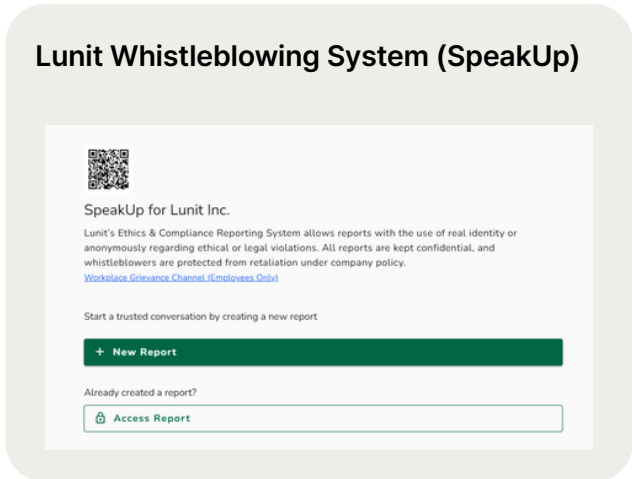 Lunit Whistleblowing System (SpeakUp)
SpeakUp for Lunit Inc.
Lunit's Ethics & Compliance Reporting System allows reports with the use of real identity or
anonymously regarding ethical or legal violations. All reports are kept confidential, and
whistleblowers are protected from retaliation under company policy.
Workplace Grievance Channel (Employees Only)
Start a trusted conversation by creating a new report
+ New Report
Already created a report?
Access Report